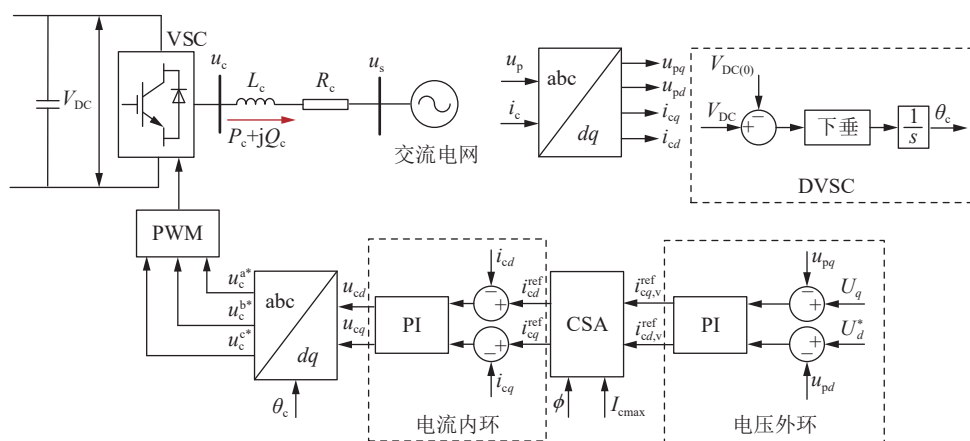 VSC
V_DC
u_c
L_c
R_c
u_s
P_c+jQ_c
交流电网
u_p
i_c
abc
dq
u_pq
u_pd
i_cq
i_cd
V_DC(0)
V_DC
+
−
下垂
1/s
θ_c
DVSC
PWM
u_c^a*
u_c^b*
u_c^c*
abc
dq
θ_c
u_cd
u_cq
PI
i_cd
−
+
−
+
i_cq
电流内环
i_cd^ref
i_cq^ref
CSA
ϕ
I_cmax
i_cq,v^ref
i_cd,v^ref
PI
u_pq
−
+
U_q
−
+
U_d^*
u_pd
电压外环